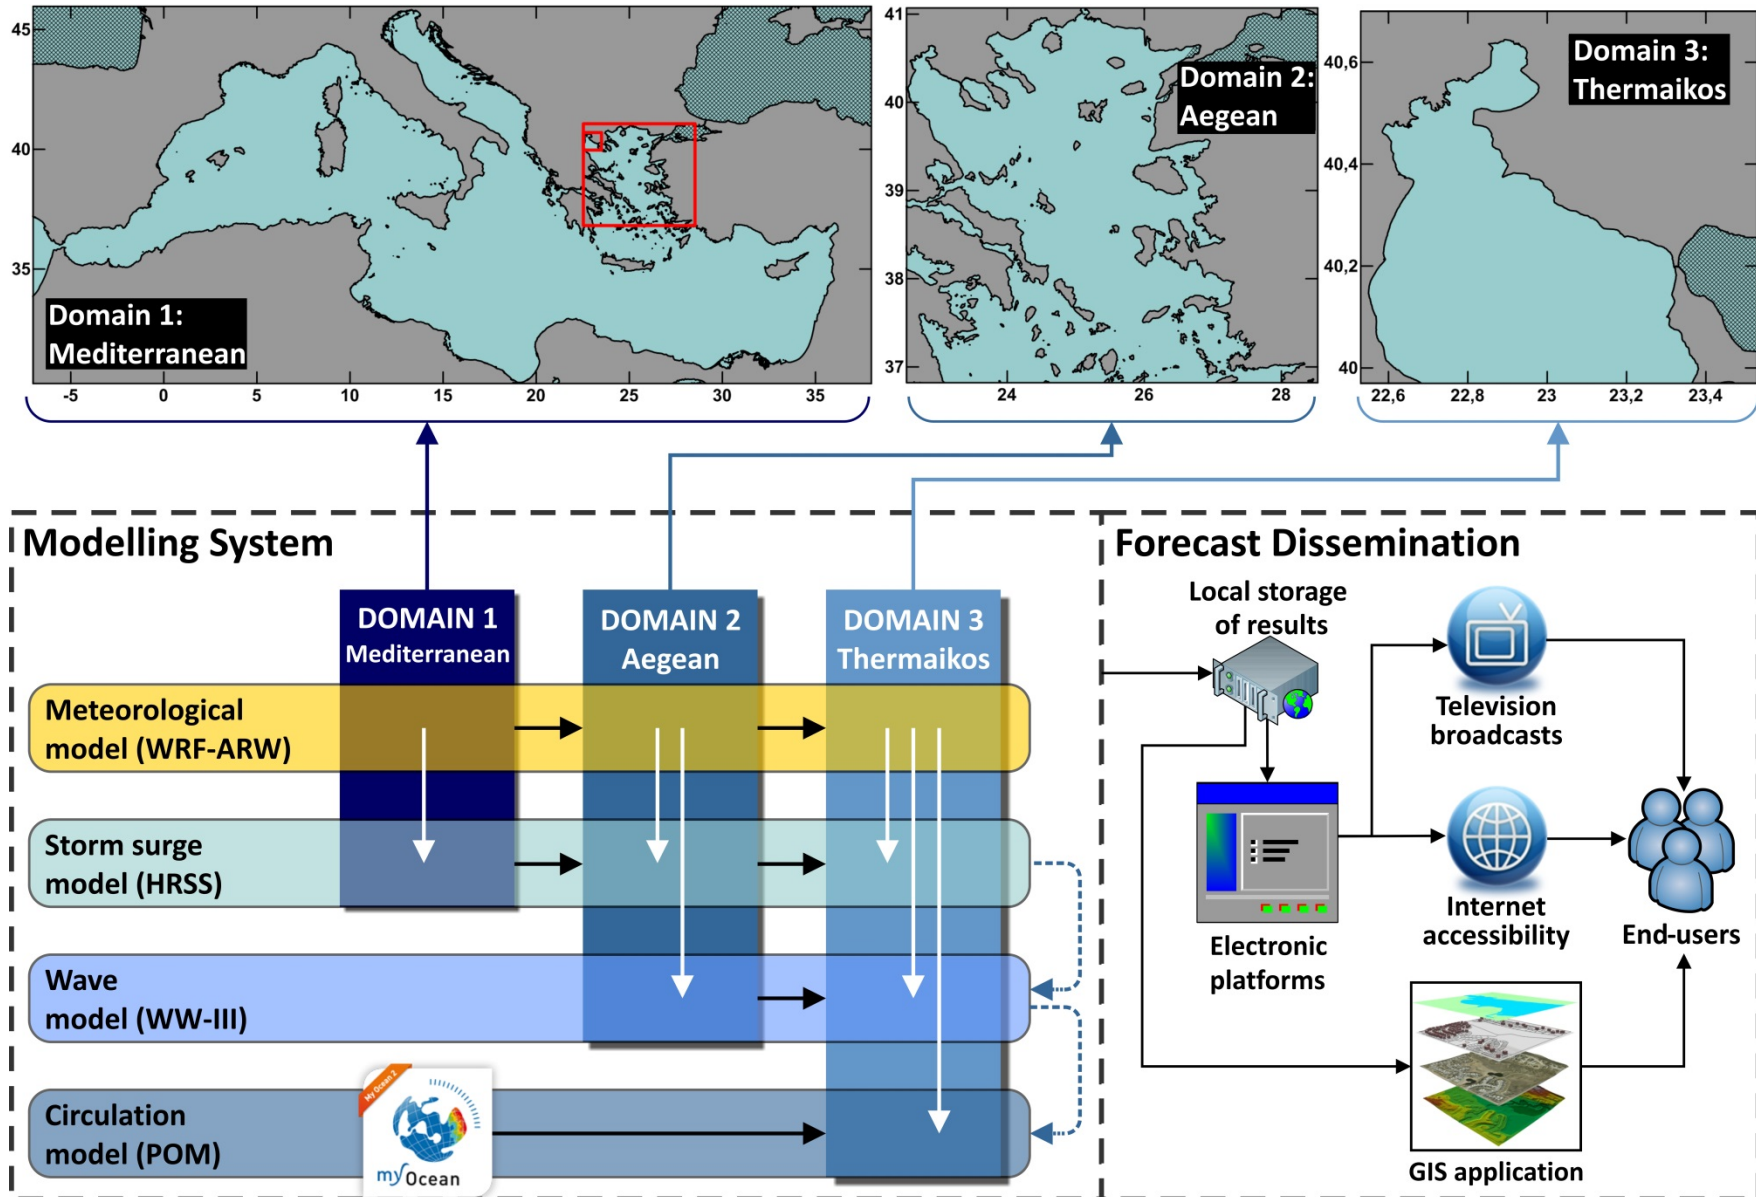 45
40
35
-5
0
5
10
15
20
25
30
35
Domain 1:
Mediterranean
41
40
39
38
37
24
26
28
Domain 2:
Aegean
40,6
40,4
40,2
40
22,6
22,8
23
23,2
23,4
Domain 3:
Thermaikos
Modelling System
DOMAIN 1
Mediterranean
DOMAIN 2
Aegean
DOMAIN 3
Thermaikos
Meteorological
model (WRF-ARW)
Storm surge
model (HRSS)
Wave
model (WW-III)
Circulation
model (POM)
My Ocean 2
myOcean
Forecast Dissemination
Local storage
of results
Television
broadcasts
Electronic
platforms
Internet
accessibility
End-users
GIS application